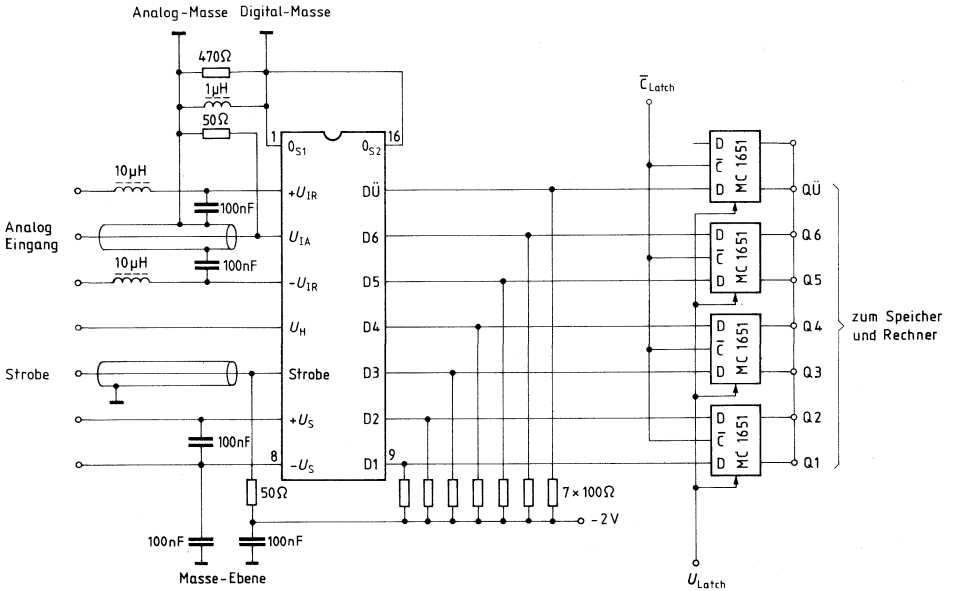 Analog-Masse Digital-Masse
470Ω
1µH
50Ω
C̅Latch
1 16
0S1 0S2
10µH
+UIR DÜ
100nF
Analog
Eingang
UIA D6
100nF
10µH
-UIR D5
UH D4
Strobe Strobe D3
+US D2
100nF
8 9
-US D1
50Ω
7×100Ω
-2V
100nF 100nF
Masse-Ebene
D
C̅
D
MC 1651
QÜ
D
C̅
D
MC 1651
Q6
Q5
D
C̅
D
MC 1651
Q4
Q3
D
C̅
D
MC 1651
Q2
Q1
zum Speicher
und Rechner
ULatch